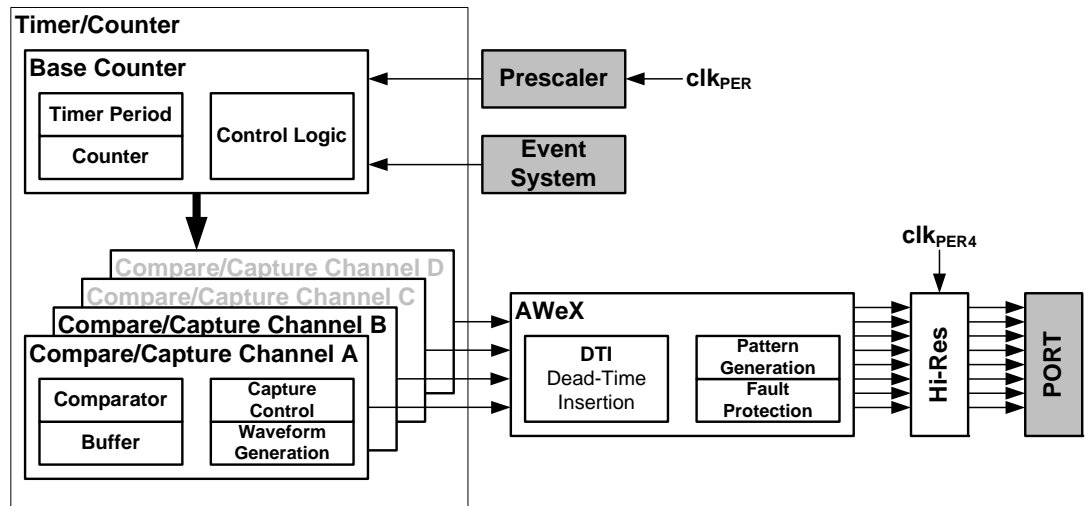 Timer/Counter
Base Counter
Timer Period
Counter
Control Logic
Prescaler
clkPER
Event
System
Compare/Capture Channel D
Compare/Capture Channel C
Compare/Capture Channel B
Compare/Capture Channel A
Comparator
Buffer
Capture
Control
Waveform
Generation
AWeX
DTI
Dead-Time
Insertion
Pattern
Generation
Fault
Protection
clkPER4
Hi-Res
PORT